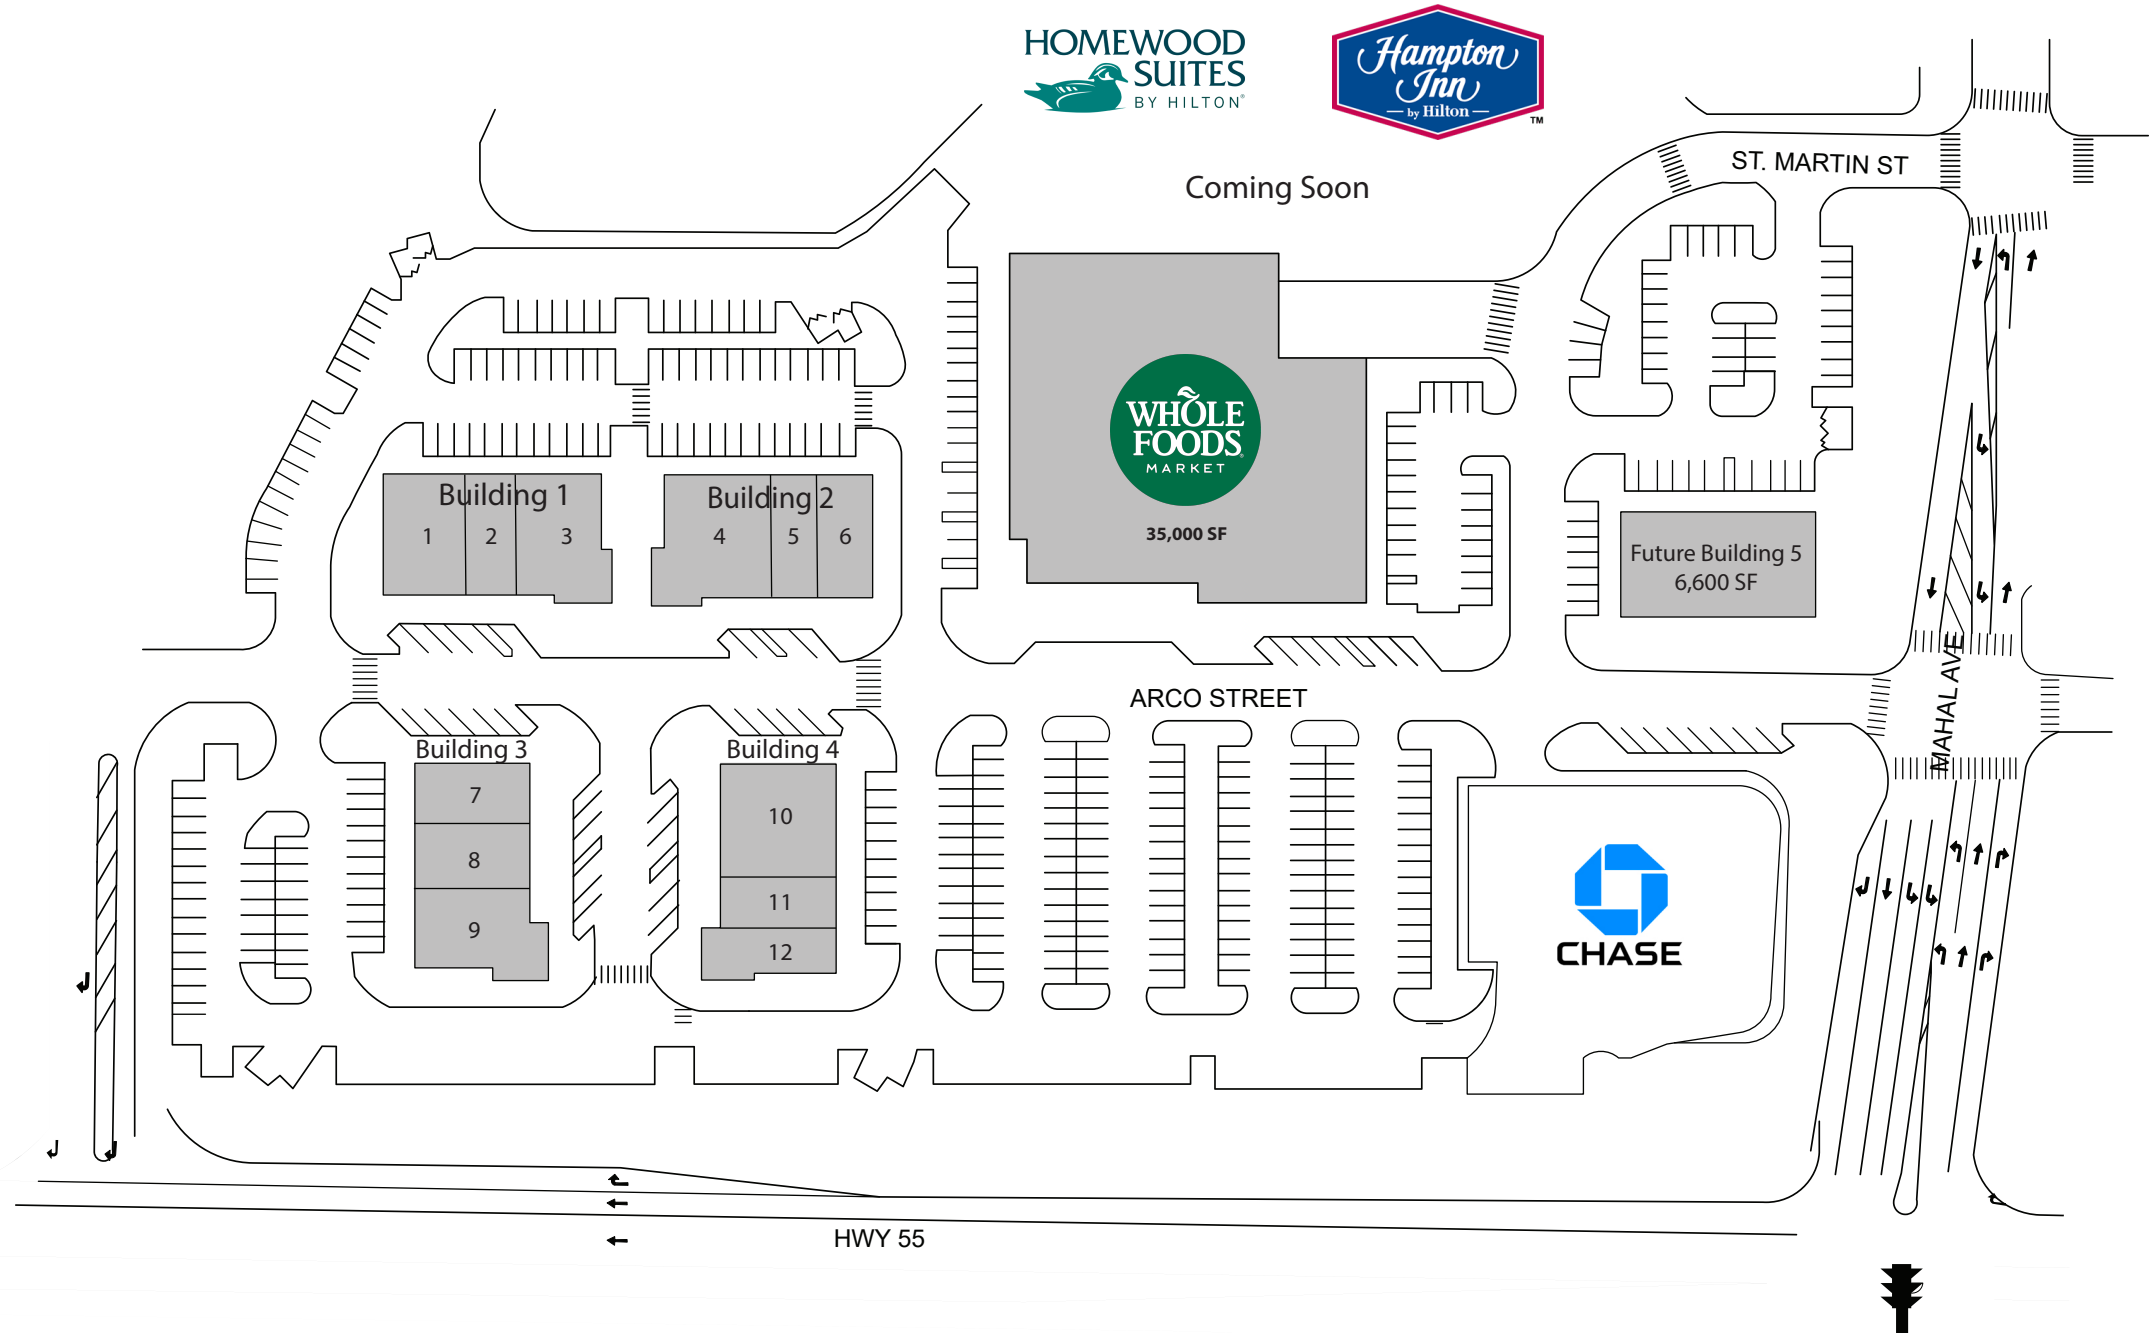 HOMEWOOD
SUITES
BY HILTON®
Hampton
Inn
by Hilton
TM
Coming Soon
ST. MARTIN ST
WHOLE
FOODS
MARKET
35,000 SF
Building 1
1
2
3
Building 2
4
5
6
Future Building 5
6,600 SF
ARCO STREET
MAHAL AVE
Building 3
7
8
9
Building 4
10
11
12
CHASE
HWY 55